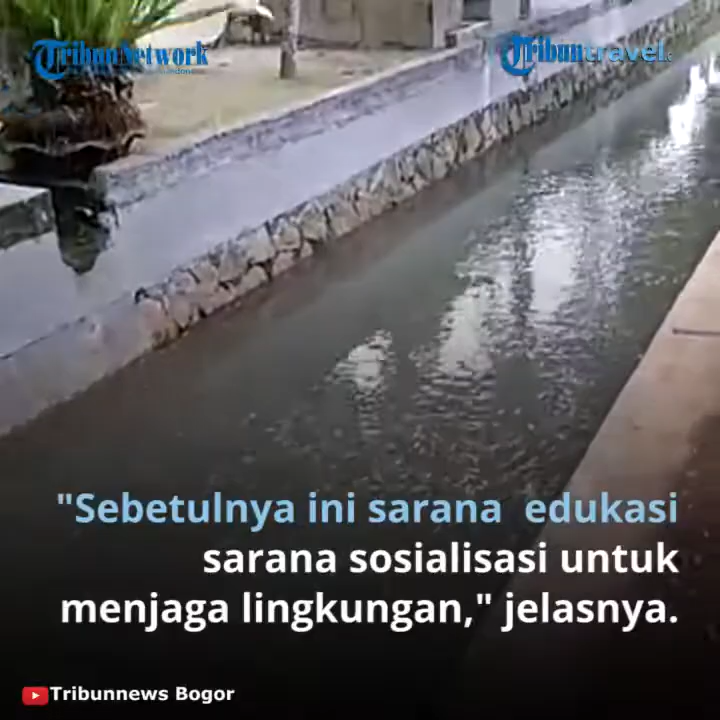 TribunNetwork
Tribuntravel.c
"Sebetulnya ini sarana edukasi
sarana sosialisasi untuk
menjaga lingkungan," jelasnya.
Tribunnews Bogor